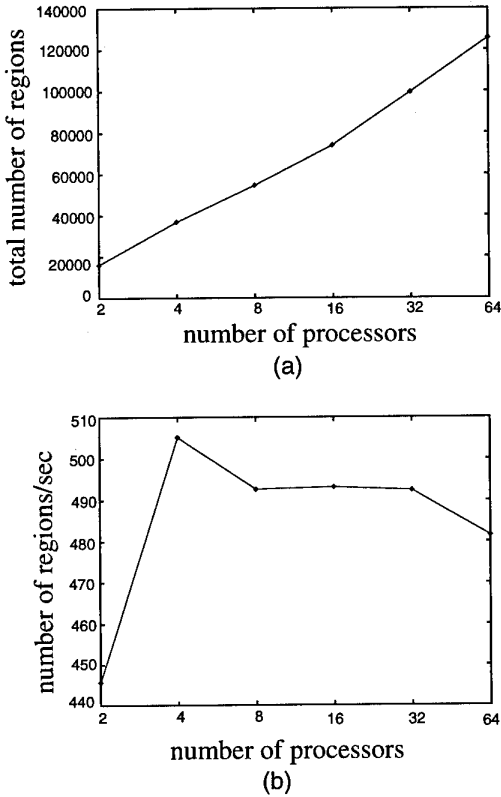 140000
120000
100000
80000
60000
40000
20000
0
total number of regions
2 4 8 16 32 64
number of processors
(a)
510
500
490
480
470
460
450
440
number of regions/sec
2 4 8 16 32 64
number of processors
(b)